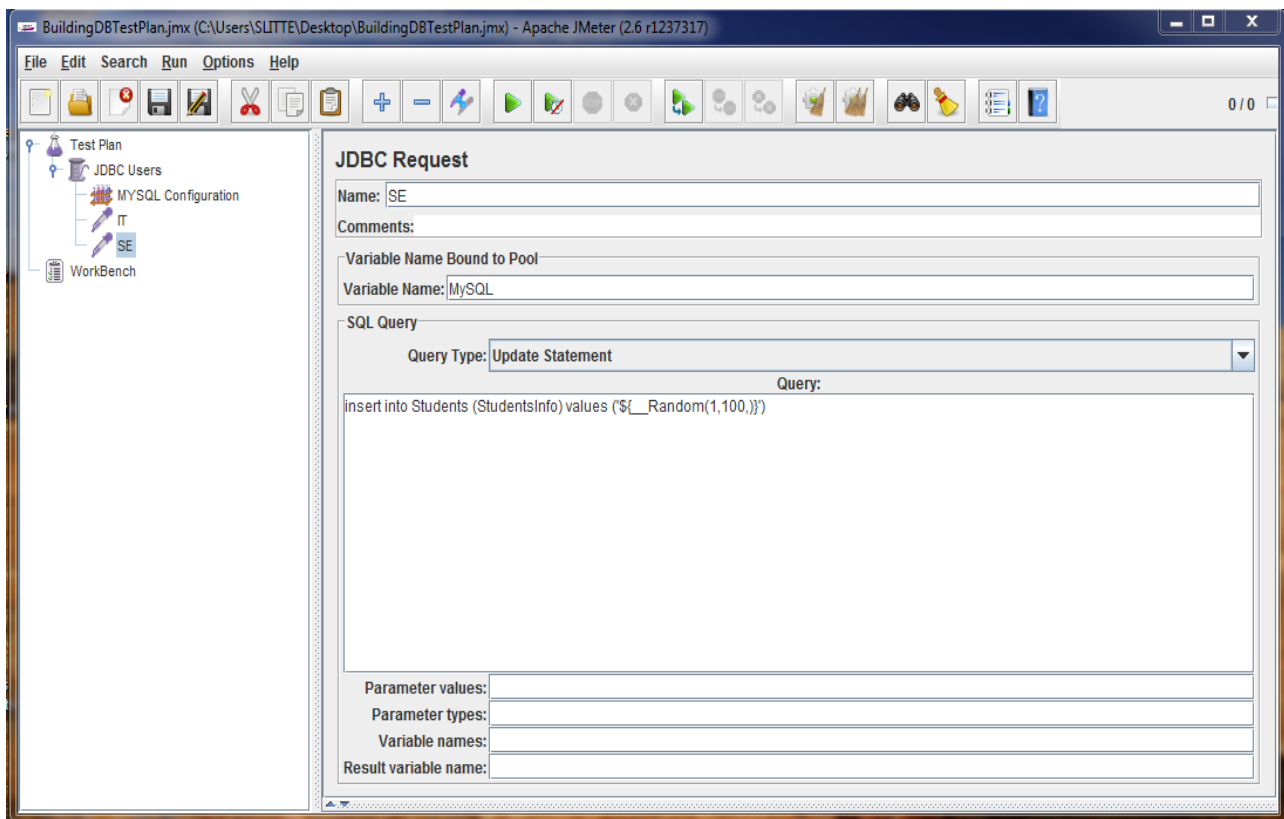 BuildingDBTestPlan.jmx (C:\Users\SLITTE\Desktop\BuildingDBTestPlan.jmx) - Apache JMeter (2.6 r1237317)
File Edit Search Run Options Help
0 / 0
Test Plan
JDBC Users
MYSQL Configuration
IT
SE
WorkBench
JDBC Request
Name: SE
Comments:
Variable Name Bound to Pool
Variable Name: MySQL
SQL Query
Query Type: Update Statement
Query:
insert into Students (StudentsInfo) values ('${__Random(1,100,)}')
Parameter values:
Parameter types:
Variable names:
Result variable name: